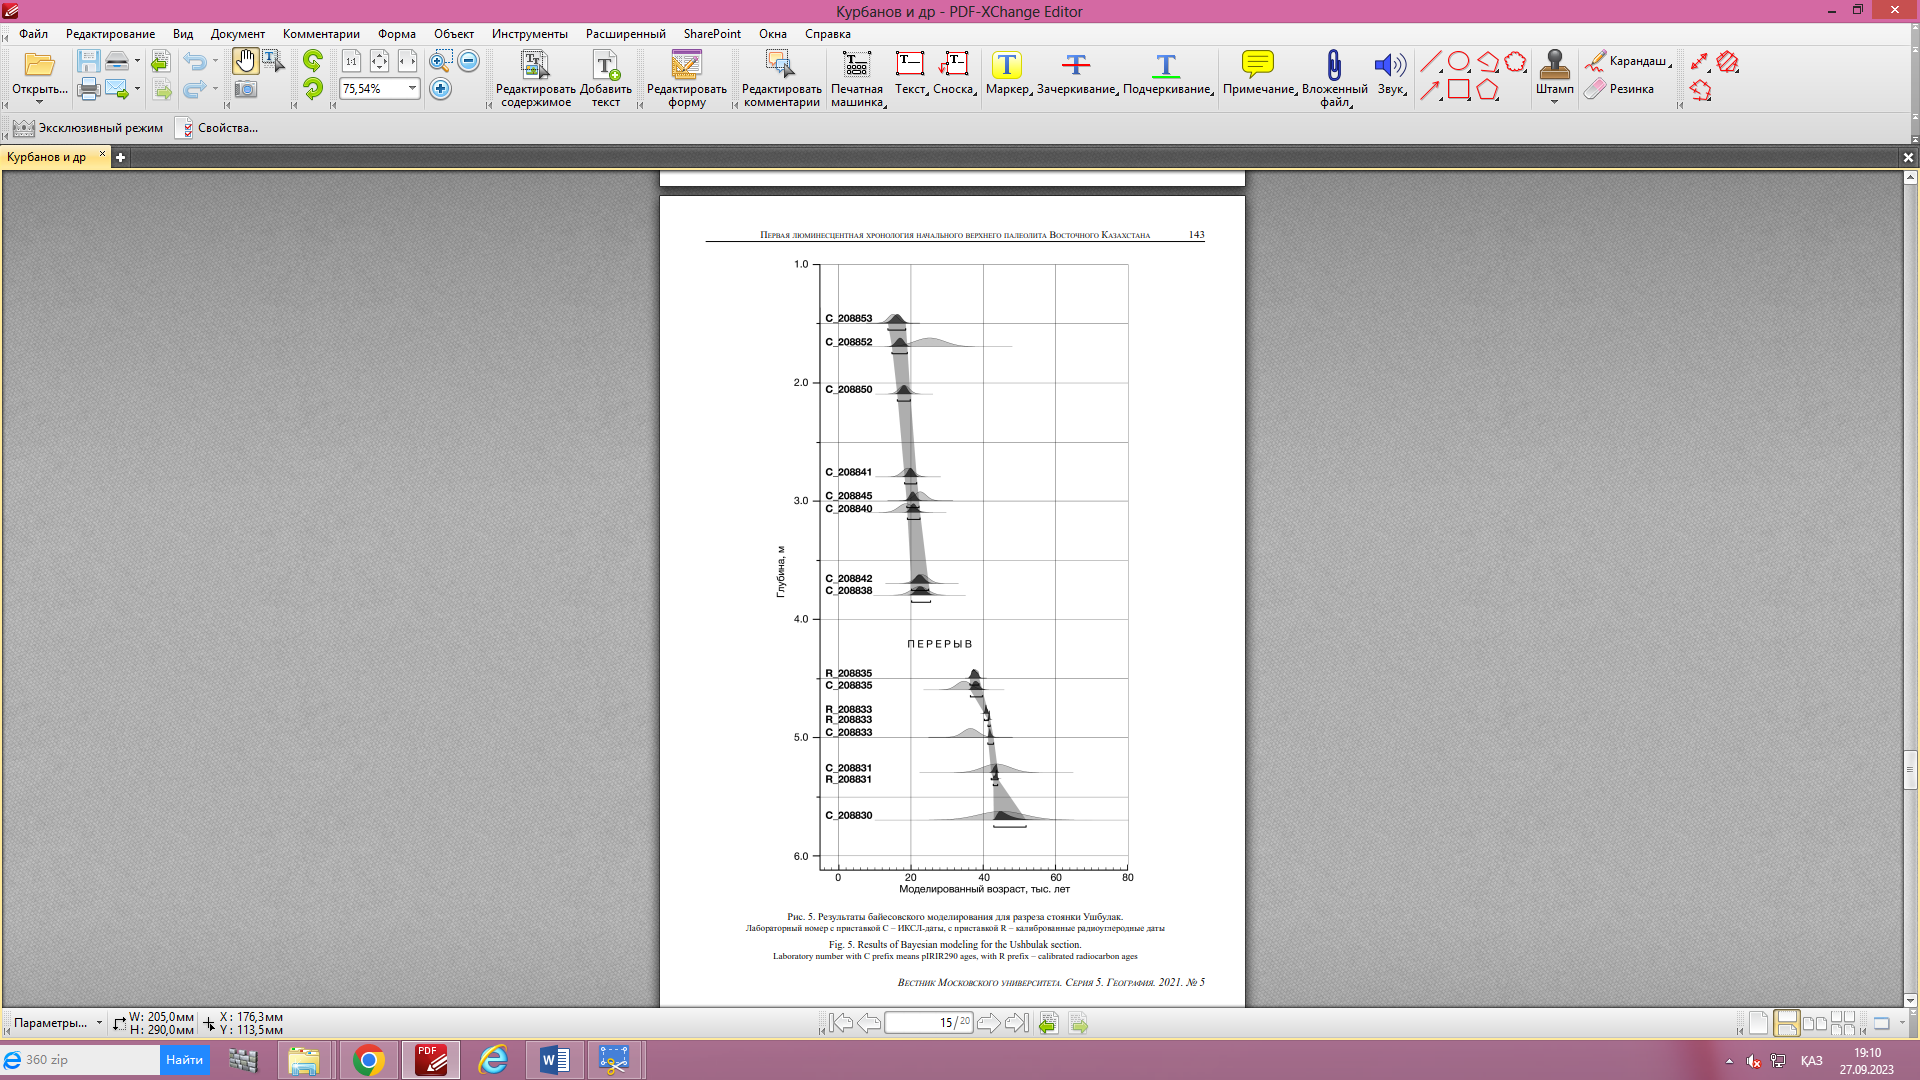 Курбанов и др - PDF-XChange Editor
Файл Редактирование Вид Документ Комментарии Форма Объект Инструменты Расширенный SharePoint Окна Справка
Открыть...
75,54%
Редактировать содержимое
Добавить текст
Редактировать форму
Редактировать комментарии
Печатная машинка
Текст
Сноска
Маркер
Зачеркивание
Подчеркивание
Примечание
Вложенный файл
Звук
Штамп
Карандаш
Резинка
Эксклюзивный режим Свойства...
Курбанов и др
Первая люминесцентная хронология начального верхнего палеолита Восточного Казахстана 143
1.0
C_208853
C_208852
2.0
C_208850
C_208841
C_208845
3.0
C_208840
Глубина, м
C_208842
C_208838
4.0
ПЕРЕРЫВ
R_208835
C_208835
R_208833
R_208833
C_208833
5.0
C_208831
R_208831
C_208830
6.0
0 20 40 60 80
Моделированный возраст, тыс. лет
Рис. 5. Результаты байесовского моделирования для разреза стоянки Ушбулак.
Лабораторный номер с приставкой C – ИКСЛ-даты, с приставкой R – калиброванные радиоуглеродные даты
Fig. 5. Results of Bayesian modeling for the Ushbulak section.
Laboratory number with C prefix means pIRIR290 ages, with R prefix – calibrated radiocarbon ages
Вестник Московского университета. Серия 5. География. 2021. № 5
Параметры...
W: 205,0мм X: 176,3мм
H: 290,0мм Y: 113,5мм
15/20
360 zip Найти
ҚАЗ
19:10
27.09.2023